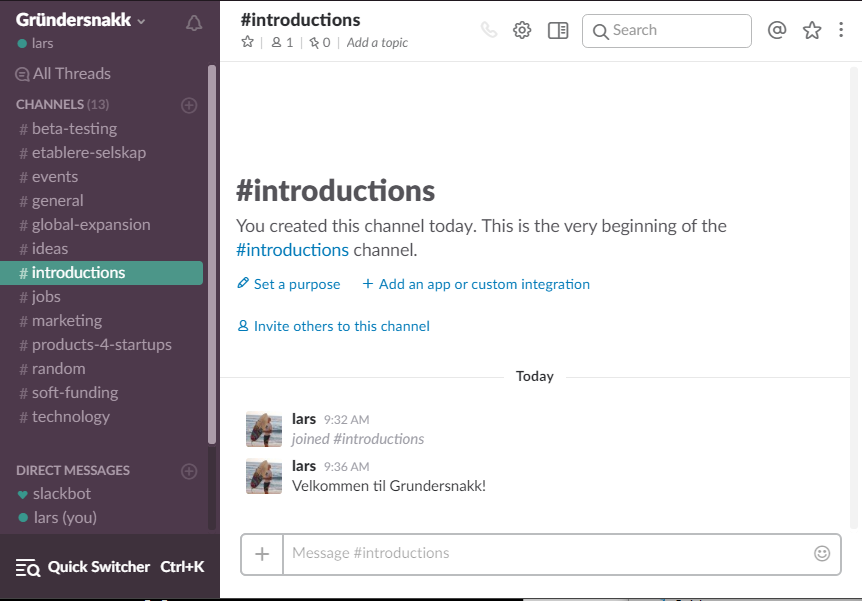 Gründersnakk
lars
All Threads
CHANNELS (13)
# beta-testing
# etablere-selskap
# events
# general
# global-expansion
# ideas
# introductions
# jobs
# marketing
# products-4-startups
# random
# soft-funding
# technology
DIRECT MESSAGES
slackbot
lars (you)
Quick Switcher Ctrl+K
#introductions
1 | 0 | Add a topic
Search
#introductions
You created this channel today. This is the very beginning of the
#introductions channel.
Set a purpose + Add an app or custom integration
Invite others to this channel
Today
lars 9:32 AM
joined #introductions
lars 9:36 AM
Velkommen til Grundersnakk!
+ Message #introductions